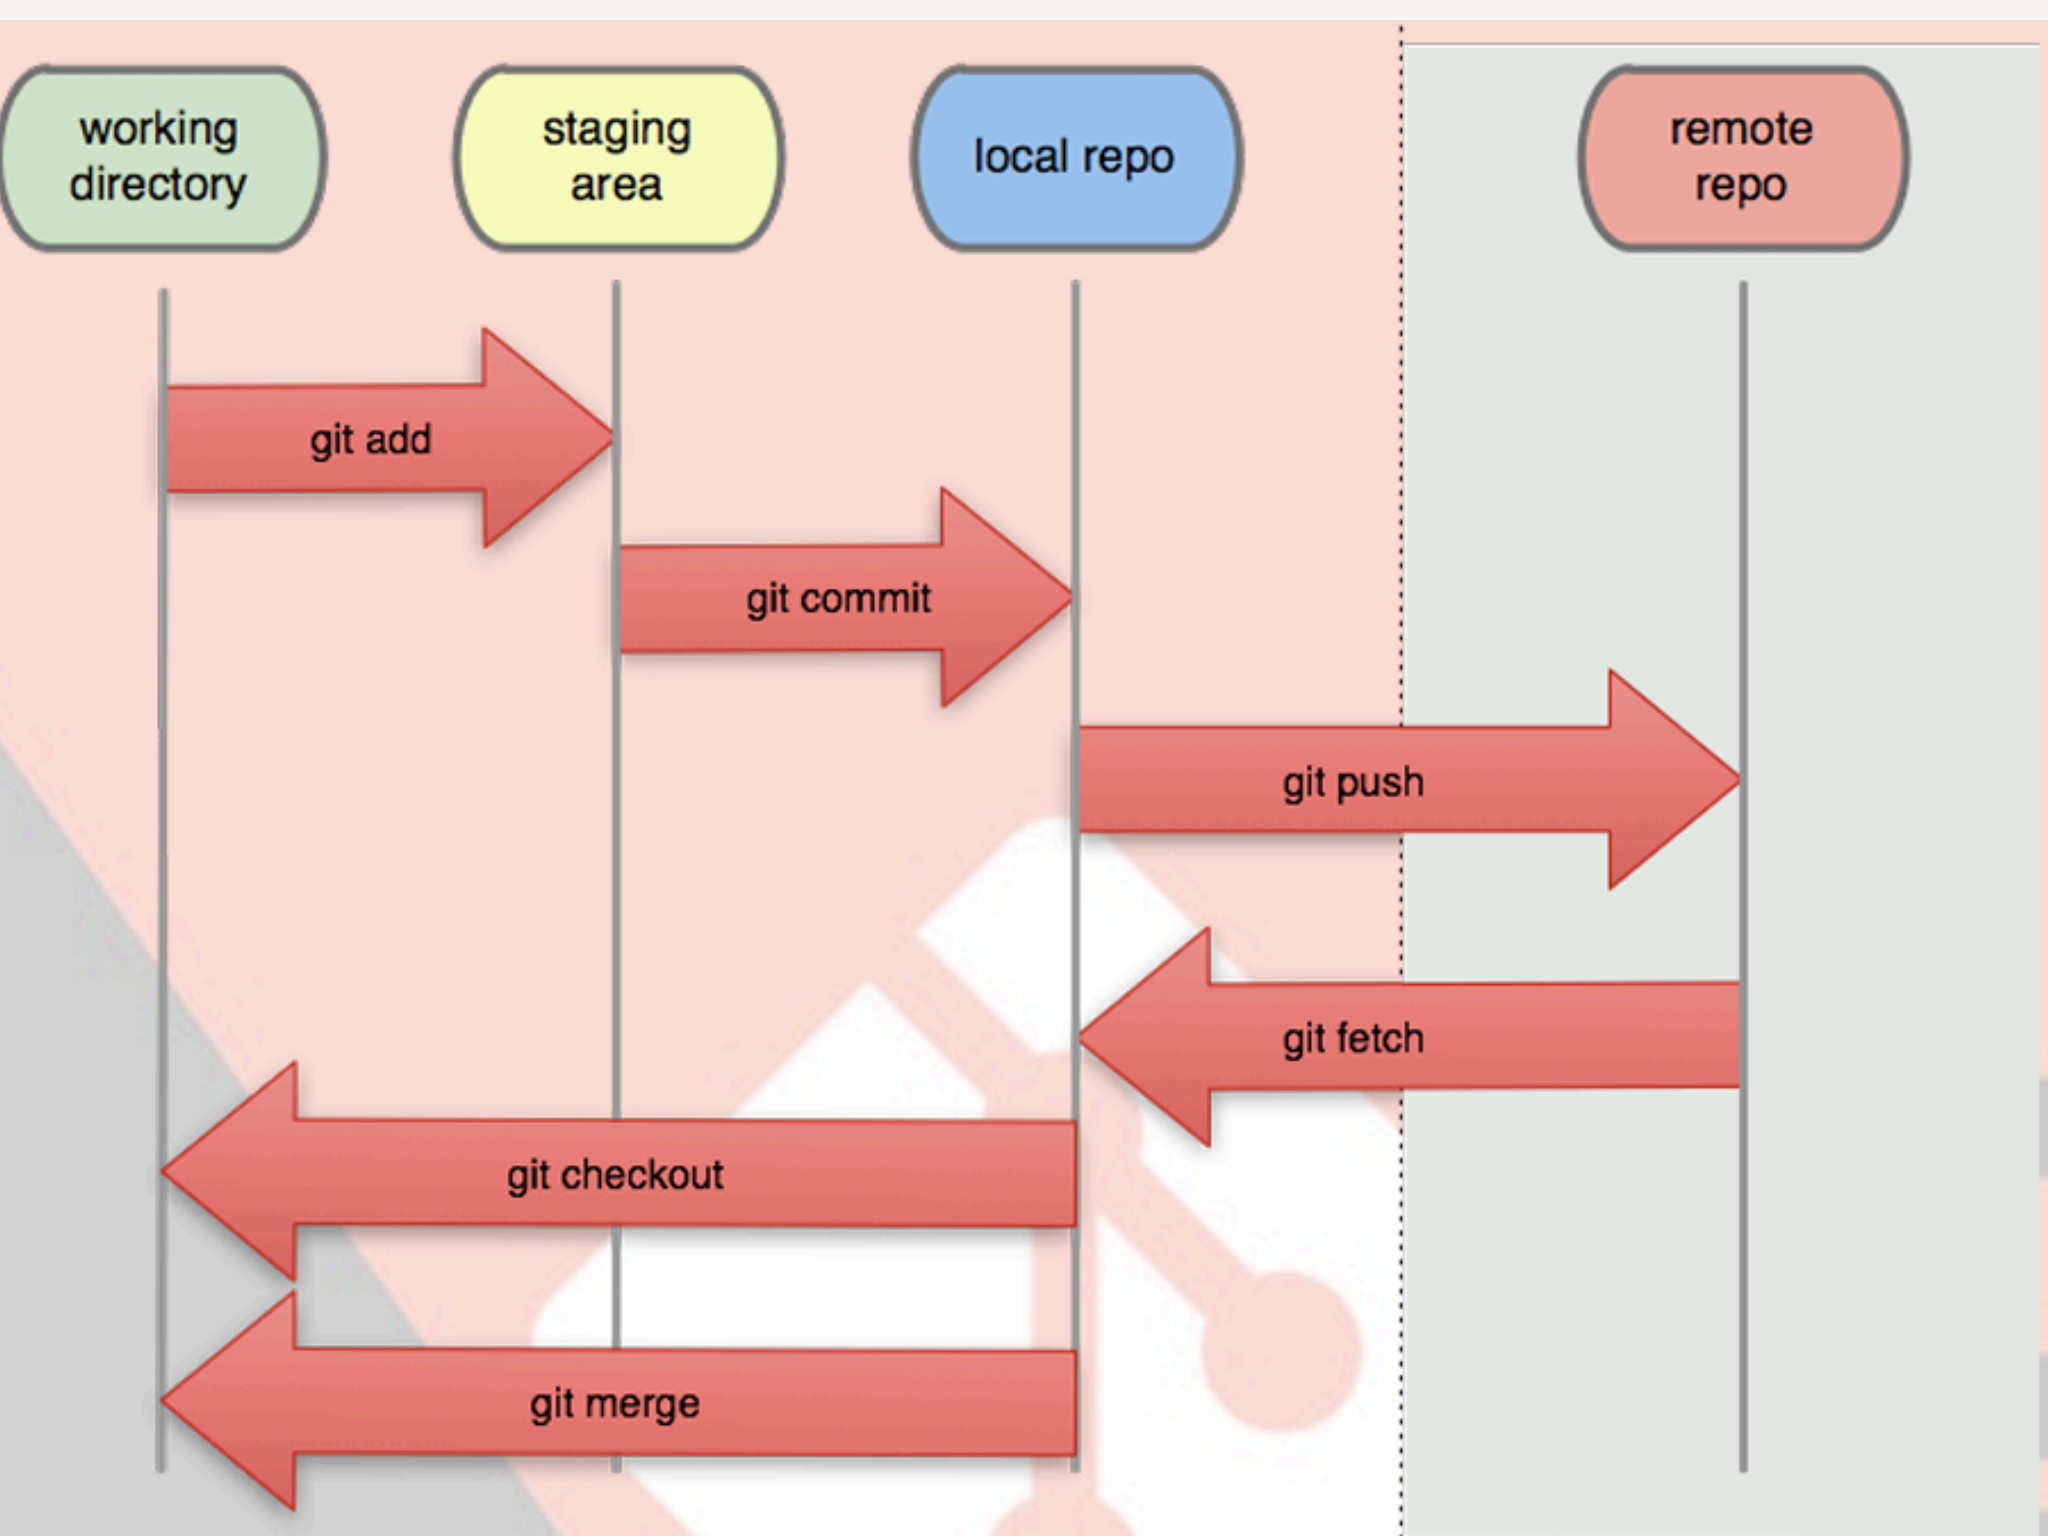 working
directory
staging
area
local repo
remote
repo
git add
git commit
git push
git fetch
git checkout
git merge